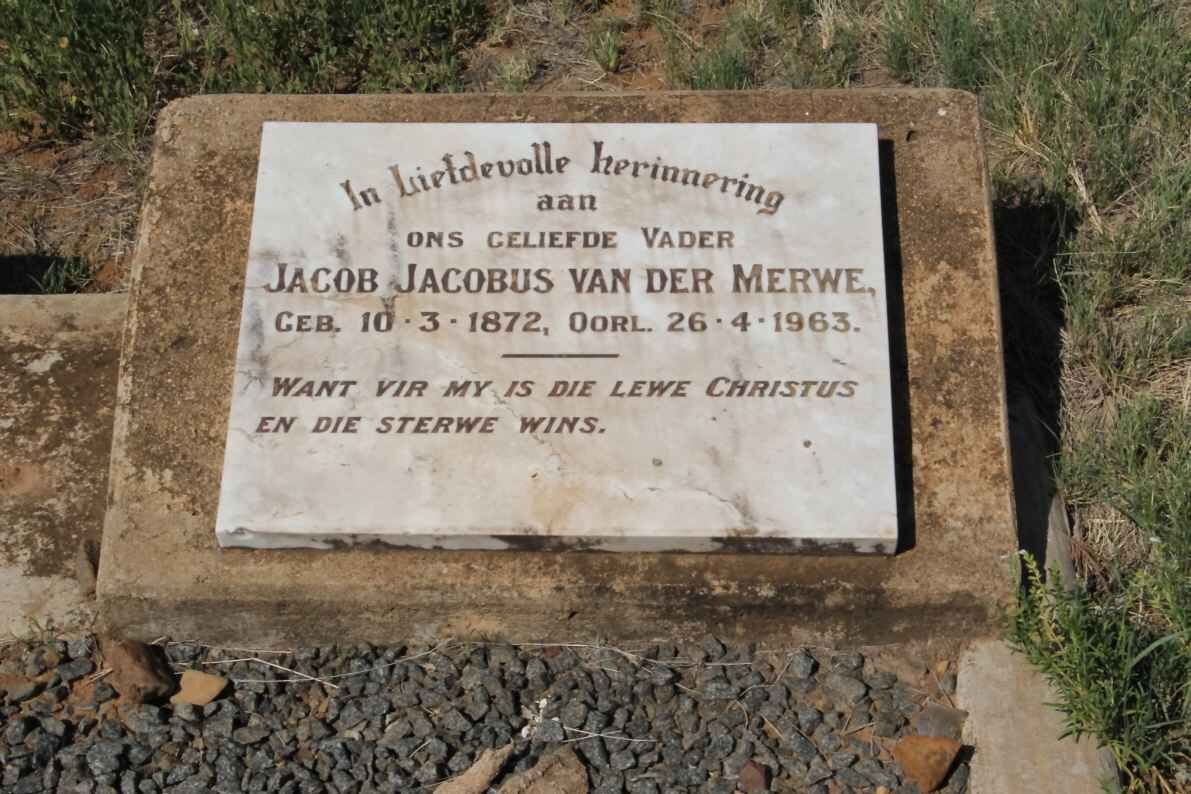 In Liefdevolle herinnering
aan
ONS GELIEFDE VADER
JACOB JACOBUS VAN DER MERWE,
GEB. 10·3·1872, OORL. 26·4·1963.
WANT VIR MY IS DIE LEWE CHRISTUS
EN DIE STERWE WINS.